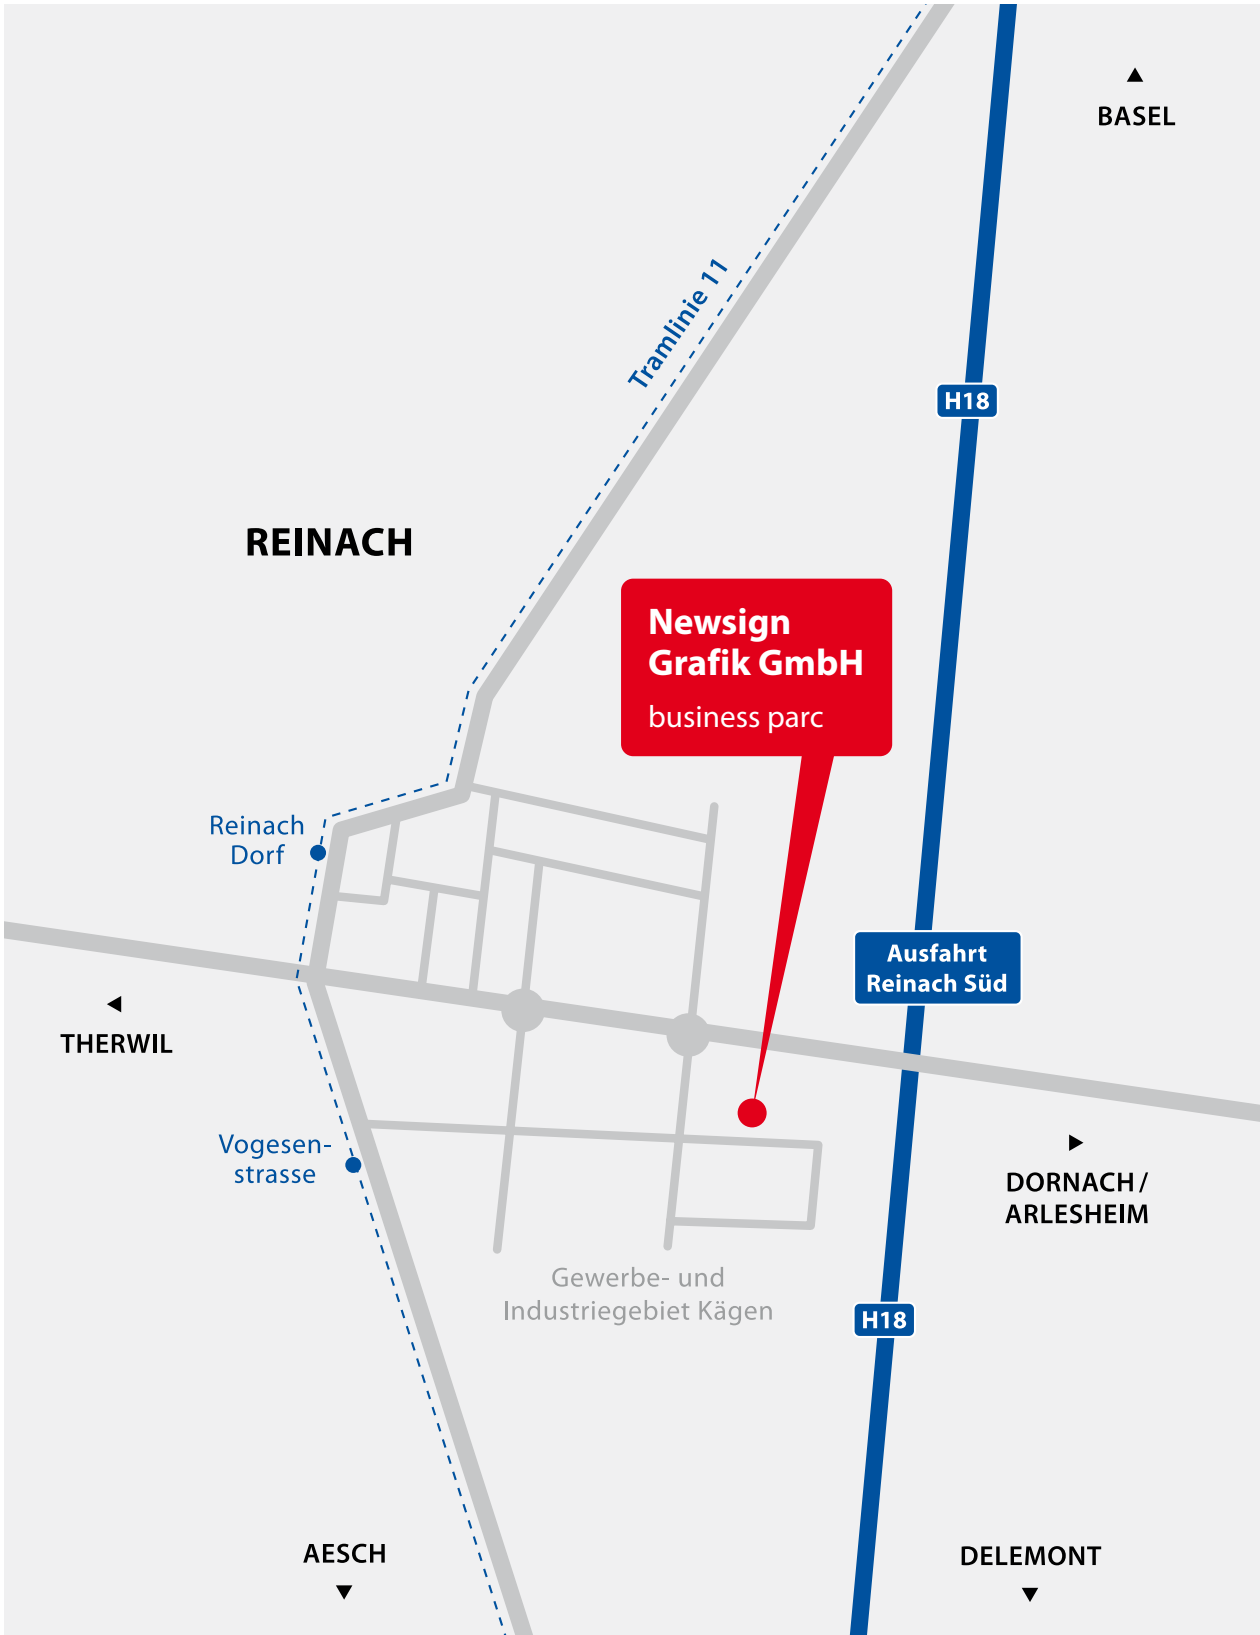 BASEL
Tramlinie 11
H18
REINACH
Newsign
Grafik GmbH
business parc
Reinach
Dorf
Ausfahrt
Reinach Süd
THERWIL
Vogesen-
strasse
DORNACH /
ARLESHEIM
Gewerbe- und
Industriegebiet Kägen
H18
AESCH
DELEMONT